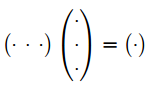 (· · ·) (· · ·) = (·)